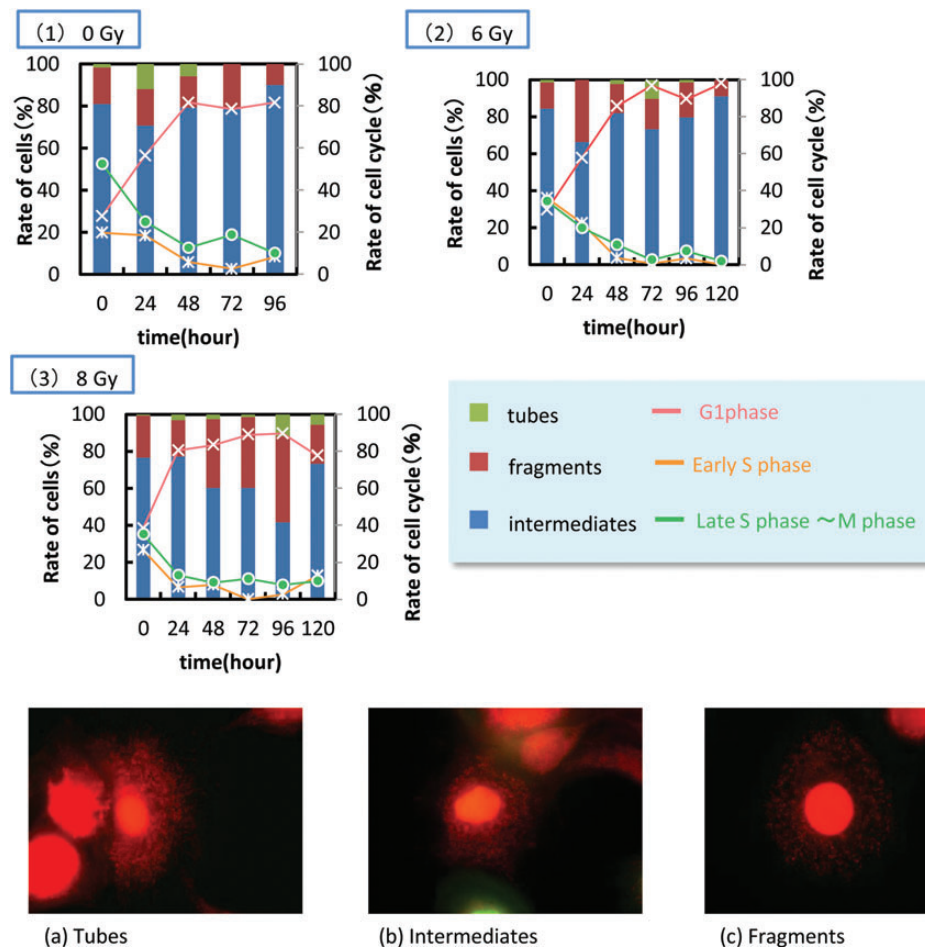 （1） 0 Gy
Rate of cells (%)
100
80
60
40
20
0
100
80
60
40
20
0
Rate of cell cycle (%)
0 24 48 72 96
time(hour)
（2） 6 Gy
Rate of cells (%)
100
80
60
40
20
0
100
80
60
40
20
0
Rate of cell cycle (%)
0 24 48 72 96 120
time(hour)
（3） 8 Gy
Rate of cells (%)
100
80
60
40
20
0
100
80
60
40
20
0
Rate of cell cycle (%)
0 24 48 72 96 120
time(hour)
tubes G1phase
fragments Early S phase
intermediates Late S phase ～M phase
(a) Tubes
(b) Intermediates
(c) Fragments